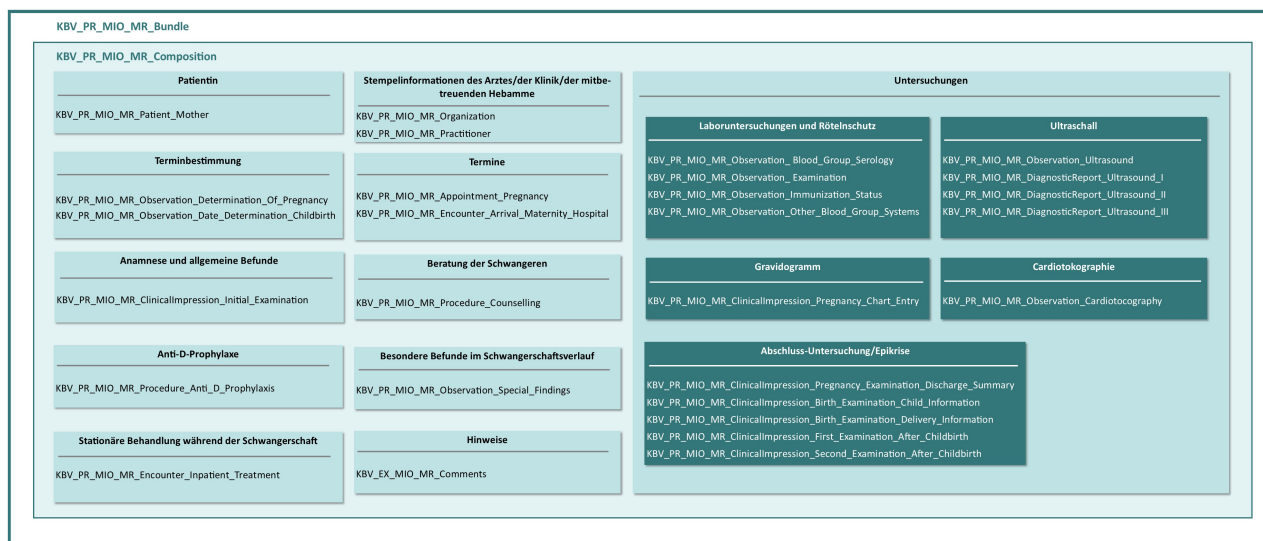 KBV_PR_MIO_MR_Bundle
KBV_PR_MIO_MR_Composition
Patientin
KBV_PR_MIO_MR_Patient_Mother
Stempelinformationen des Arztes/der Klinik/der mitbe-
treuenden Hebamme
KBV_PR_MIO_MR_Organization
KBV_PR_MIO_MR_Practitioner
Terminbestimmung
KBV_PR_MIO_MR_Observation_Determination_Of_Pregnancy
KBV_PR_MIO_MR_Observation_Date_Determination_Childbirth
Termine
KBV_PR_MIO_MR_Appointment_Pregnancy
KBV_PR_MIO_MR_Encounter_Arrival_Maternity_Hospital
Anamnese und allgemeine Befunde
KBV_PR_MIO_MR_ClinicalImpression_Initial_Examination
Beratung der Schwangeren
KBV_PR_MIO_MR_Procedure_Counselling
Anti-D-Prophylaxe
KBV_PR_MIO_MR_Procedure_Anti_D_Prophylaxis
Besondere Befunde im Schwangerschaftsverlauf
KBV_PR_MIO_MR_Observation_Special_Findings
Stationäre Behandlung während der Schwangerschaft
KBV_PR_MIO_MR_Encounter_Inpatient_Treatment
Hinweise
KBV_EX_MIO_MR_Comments
Untersuchungen
Laboruntersuchungen und Rötelnschutz
KBV_PR_MIO_MR_Observation_ Blood_Group_Serology
KBV_PR_MIO_MR_Observation_ Examination
KBV_PR_MIO_MR_Observation_Immunization_Status
KBV_PR_MIO_MR_Observation_Other_Blood_Group_Systems
Ultraschall
KBV_PR_MIO_MR_Observation_Ultrasound
KBV_PR_MIO_MR_DiagnosticReport_Ultrasound_I
KBV_PR_MIO_MR_DiagnosticReport_Ultrasound_II
KBV_PR_MIO_MR_DiagnosticReport_Ultrasound_III
Gravidogramm
KBV_PR_MIO_MR_ClinicalImpression_Pregnancy_Chart_Entry
Cardiotokographie
KBV_PR_MIO_MR_Observation_Cardiotocography
Abschluss-Untersuchung/Epikrise
KBV_PR_MIO_MR_ClinicalImpression_Pregnancy_Examination_Discharge_Summary
KBV_PR_MIO_MR_ClinicalImpression_Birth_Examination_Child_Information
KBV_PR_MIO_MR_ClinicalImpression_Birth_Examination_Delivery_Information
KBV_PR_MIO_MR_ClinicalImpression_First_Examination_After_Childbirth
KBV_PR_MIO_MR_ClinicalImpression_Second_Examination_After_Childbirth